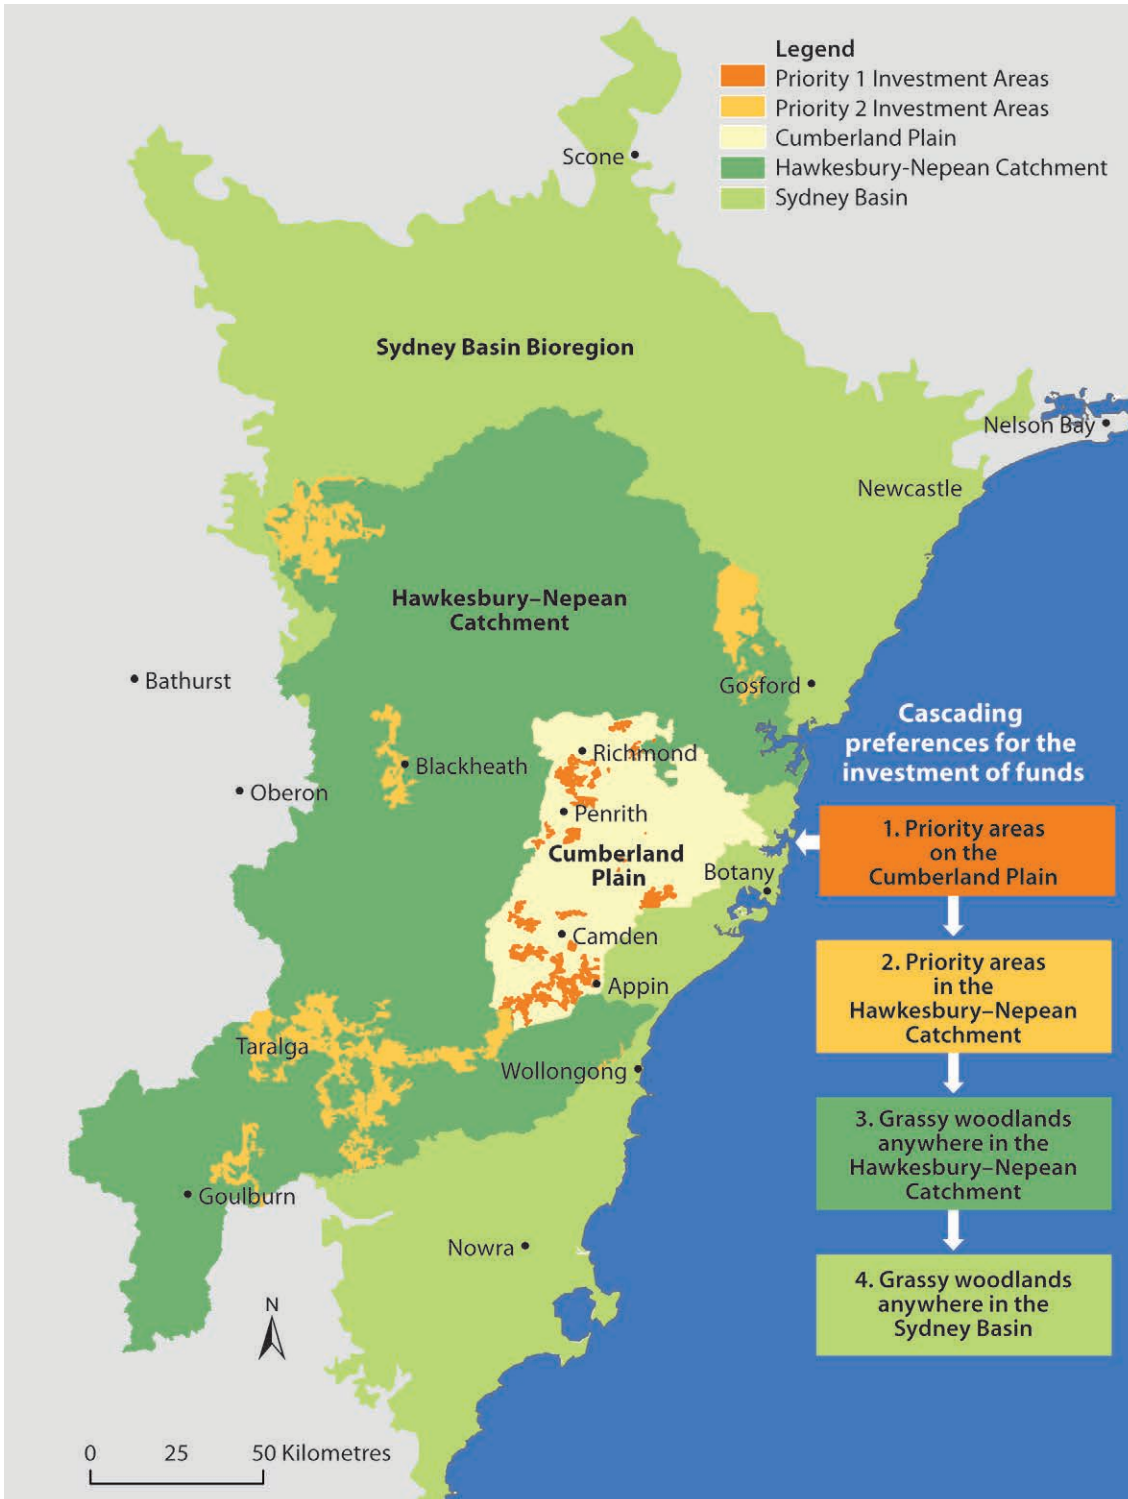 Legend
Priority 1 Investment Areas
Priority 2 Investment Areas
Cumberland Plain
Hawkesbury-Nepean Catchment
Sydney Basin
Scone
Sydney Basin Bioregion
Nelson Bay
Newcastle
Hawkesbury–Nepean
Catchment
Bathurst
Gosford
Richmond
Blackheath
Oberon
Penrith
Cumberland
Plain
Botany
Camden
Appin
Taralga
Wollongong
Goulburn
Nowra
Cascading
preferences for the
investment of funds
1. Priority areas
on the
Cumberland Plain
2. Priority areas
in the
Hawkesbury–Nepean
Catchment
3. Grassy woodlands
anywhere in the
Hawkesbury–Nepean
Catchment
4. Grassy woodlands
anywhere in the
Sydney Basin
N
0 25 50 Kilometres